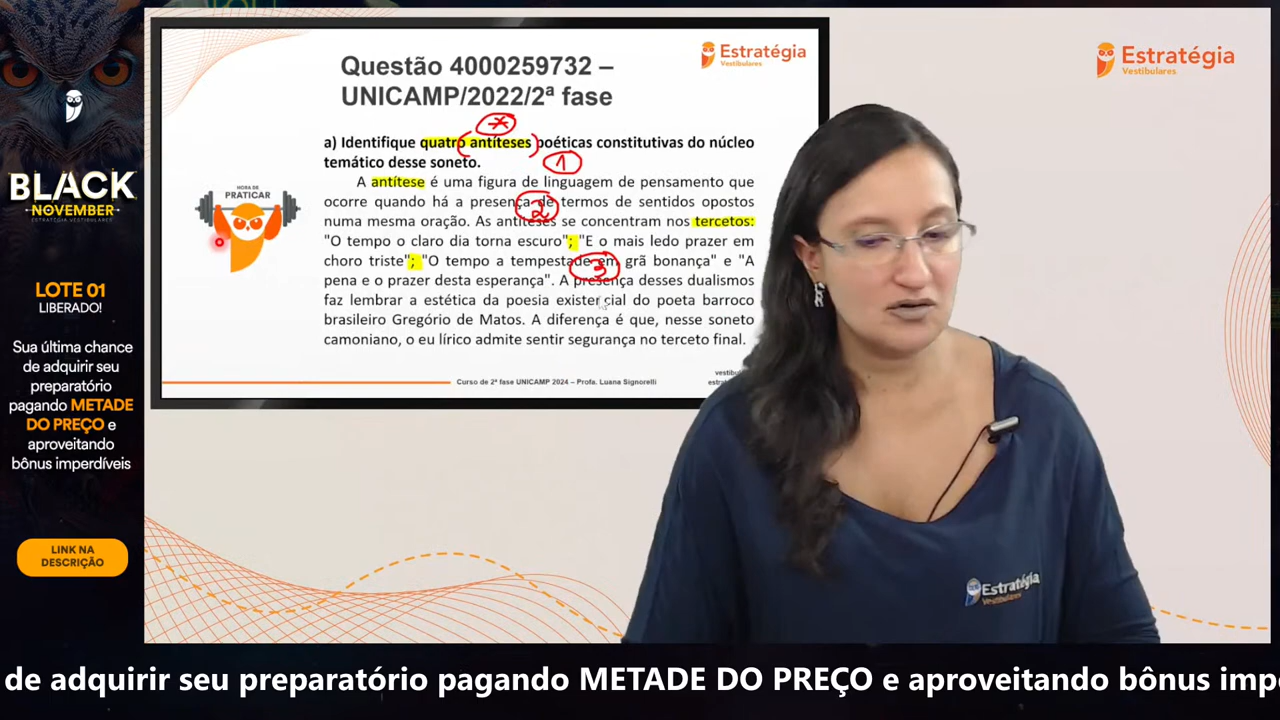 BLACK
NOVEMBER
ESTRATÉGIA VESTIBULARES
LOTE 01
LIBERADO!
Sua última chance
de adquirir seu
preparatório
pagando METADE
DO PREÇO e
aproveitando
bônus imperdíveis
LINK NA
DESCRIÇÃO
Questão 4000259732 –
UNICAMP/2022/2ª fase
Estratégia
Vestibulares
HORA DE
PRATICAR
*
a) Identifique quatro antíteses poéticas constitutivas do núcleo
temático desse soneto.
1
A antítese é uma figura de linguagem de pensamento que
ocorre quando há a presença de termos de sentidos opostos
2
numa mesma oração. As antíteses se concentram nos tercetos:
"O tempo o claro dia torna escuro"; "E o mais ledo prazer em
choro triste"; "O tempo a tempestade em grã bonança" e "A
3
pena e o prazer desta esperança". A presença desses dualismos
faz lembrar a estética da poesia existencial do poeta barroco
brasileiro Gregório de Matos. A diferença é que, nesse soneto
camoniano, o eu lírico admite sentir segurança no terceto final.
Curso de 2ª fase UNICAMP 2024 – Profa. Luana Signorelli
Estratégia
Vestibulares
Estratégia
Vestibulares
de adquirir seu preparatório pagando METADE DO PREÇO e aproveitando bônus